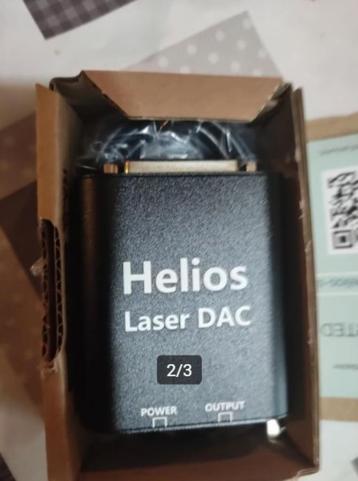 Helios
Laser DAC
2/3
POWER OUTPUT